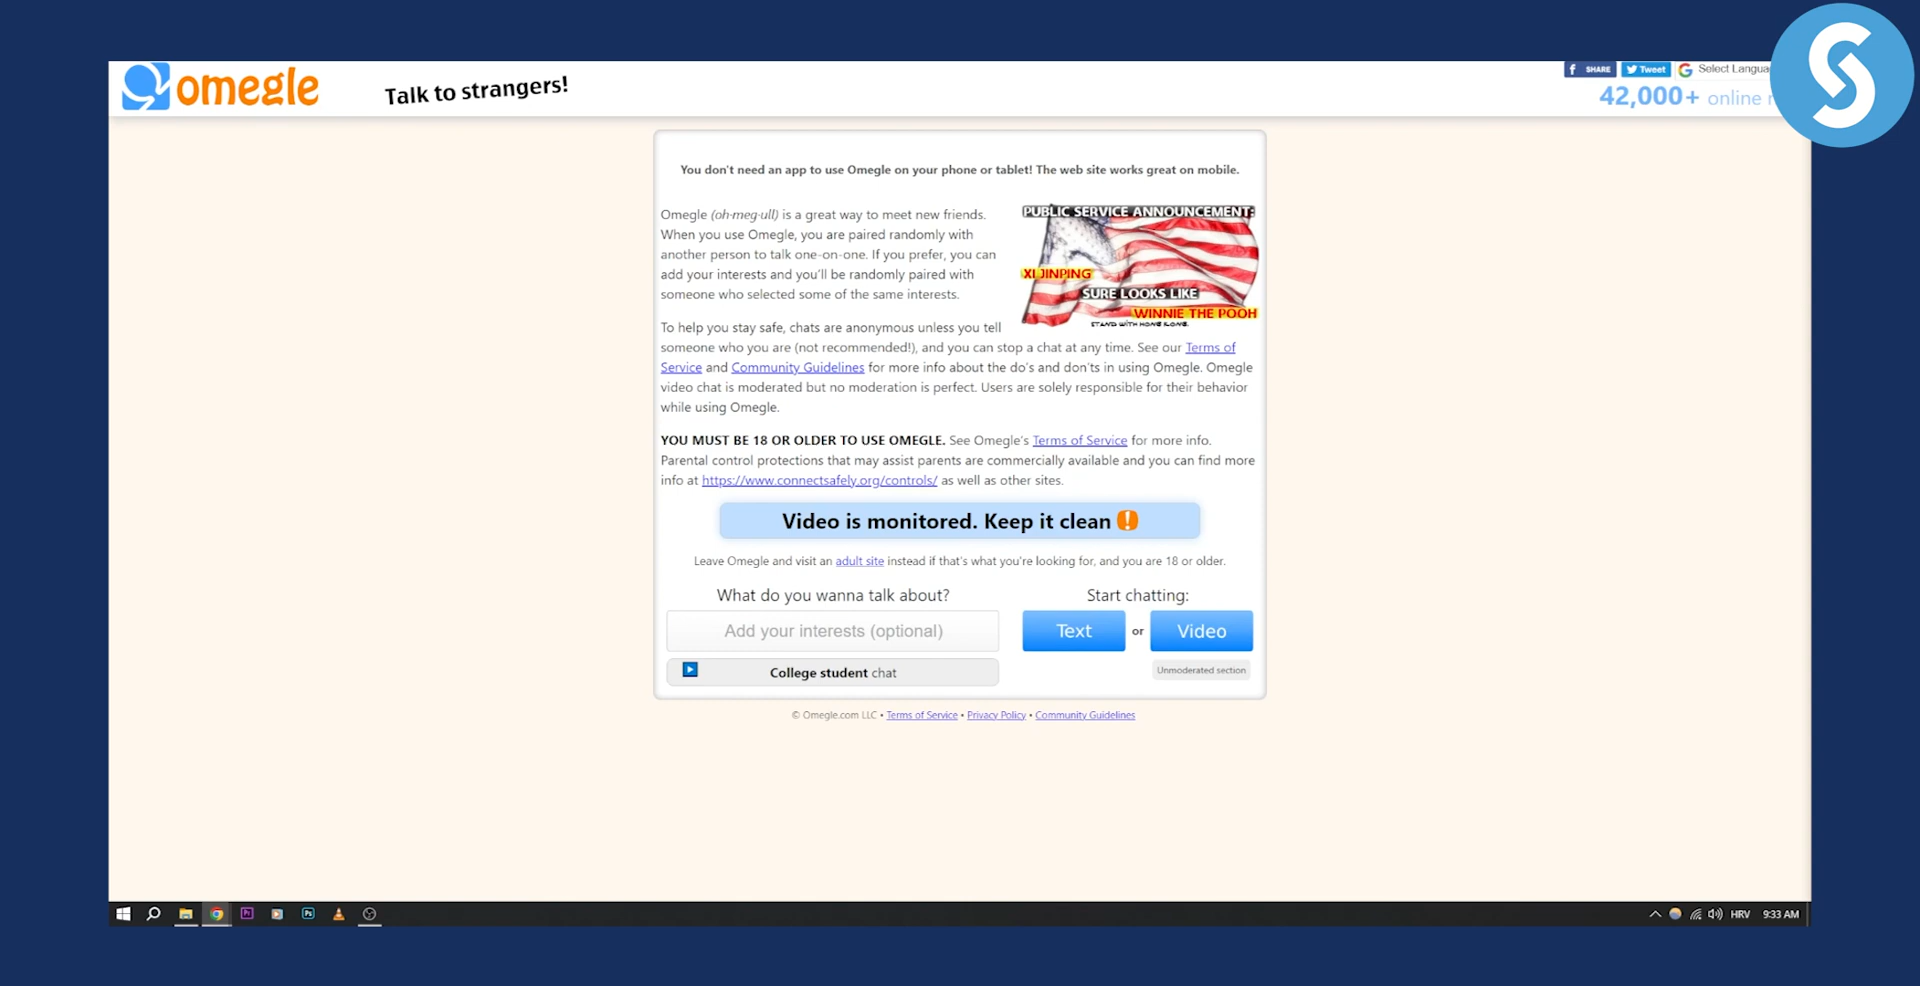 omegle
Talk to strangers!
SHARE
Tweet
Select
42,000+ online
You don't need an app to use Omegle on your phone or tablet! The web site works great on mobile.
Omegle (oh·meg·ull) is a great way to meet new friends.
When you use Omegle, you are paired randomly with
another person to talk one-on-one. If you prefer, you can
add your interests and you'll be randomly paired with
someone who selected some of the same interests.
PUBLIC SERVICE ANNOUNCEMENT:
XI JINPING
SURE LOOKS LIKE
WINNIE THE POOH
STAND WITH HONG KONG.
To help you stay safe, chats are anonymous unless you tell
someone who you are (not recommended!), and you can stop a chat at any time. See our Terms of
Service and Community Guidelines for more info about the do's and don'ts in using Omegle. Omegle
video chat is moderated but no moderation is perfect. Users are solely responsible for their behavior
while using Omegle.
YOU MUST BE 18 OR OLDER TO USE OMEGLE. See Omegle's Terms of Service for more info.
Parental control protections that may assist parents are commercially available and you can find more
info at https://www.connectsafely.org/controls/ as well as other sites.
Video is monitored. Keep it clean
Leave Omegle and visit an adult site instead if that's what you're looking for, and you are 18 or older.
What do you wanna talk about?
Start chatting:
Add your interests (optional)
Text or Video
College student chat
Unmoderated section
© Omegle.com LLC • Terms of Service • Privacy Policy • Community Guidelines
HRV 9:33 AM